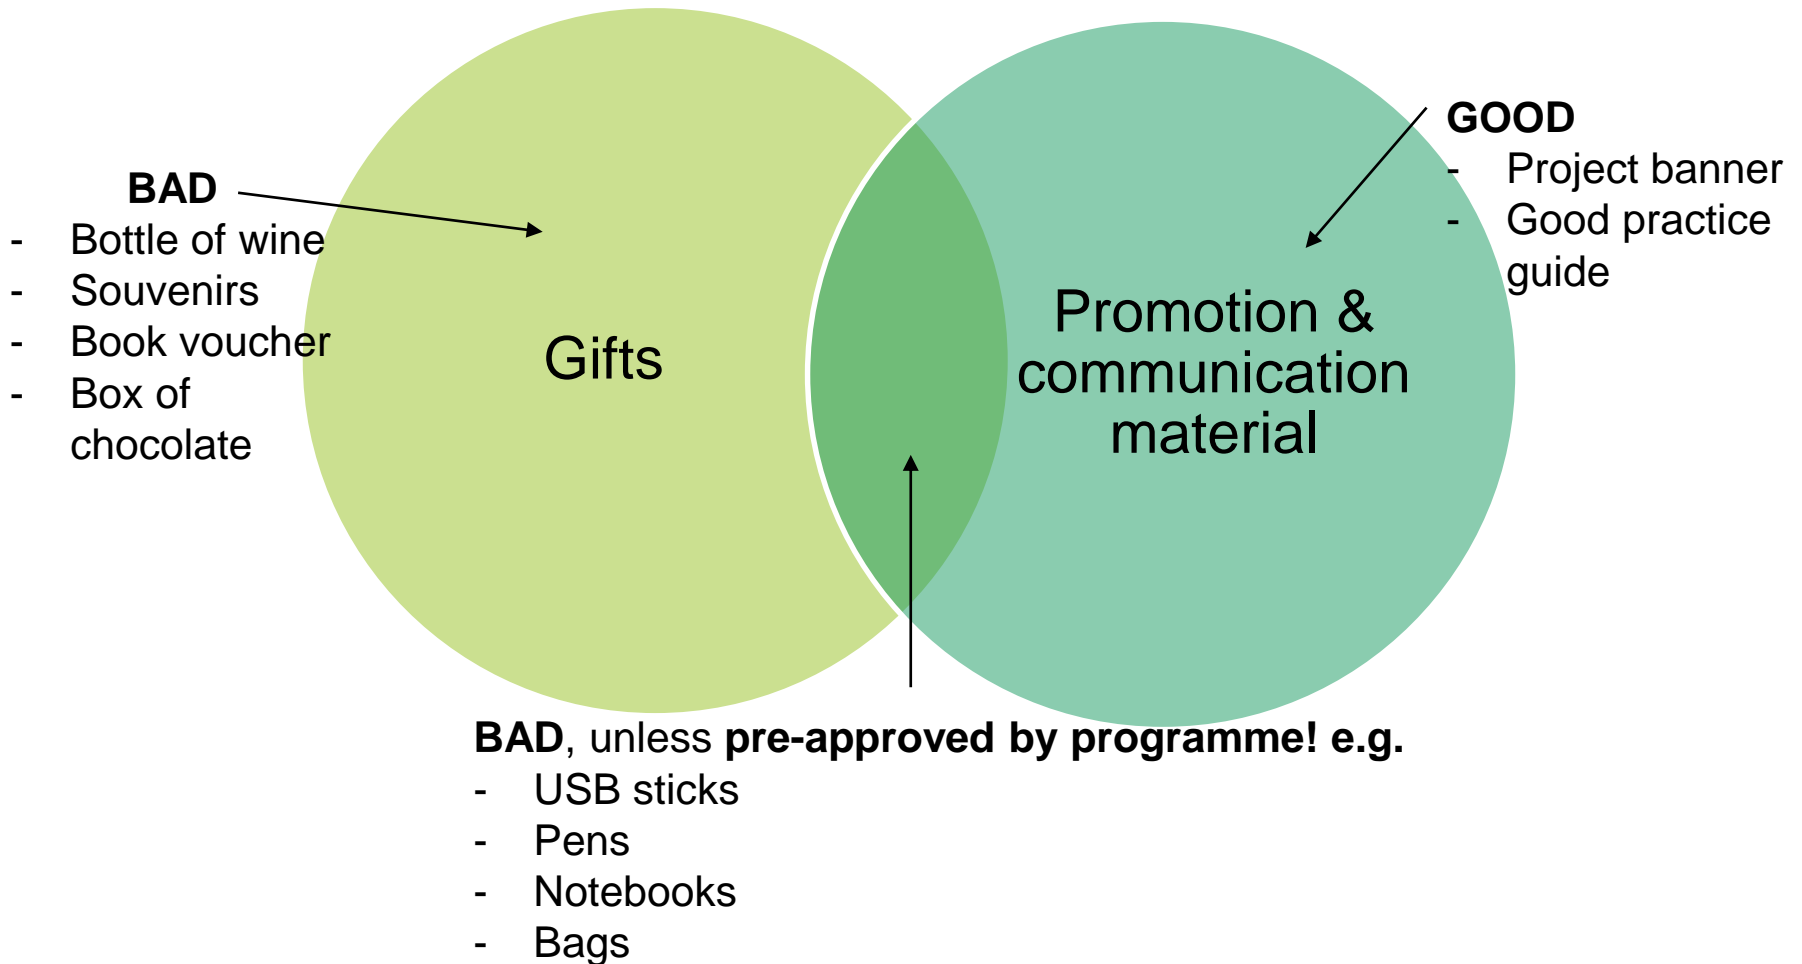 BAD
- Bottle of wine
- Souvenirs
- Book voucher
- Box of
chocolate
Gifts
Promotion &
communication
material
GOOD
- Project banner
- Good practice
guide
BAD, unless pre-approved by programme! e.g.
- USB sticks
- Pens
- Notebooks
- Bags